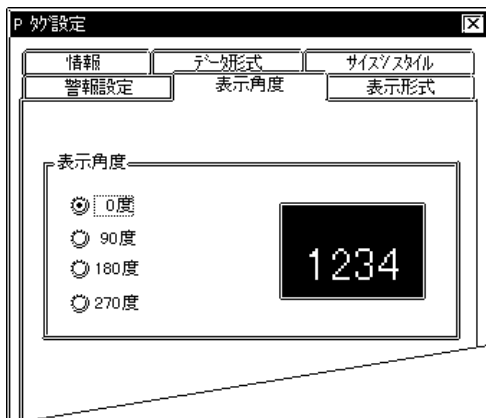 P ﾀｸﾞ設定
情報 ﾃﾞｰﾀ形式 ｻｲｽﾞ/ｽﾀｲﾙ
警報設定 表示角度 表示形式
表示角度
0度
90度
180度
270度
1234